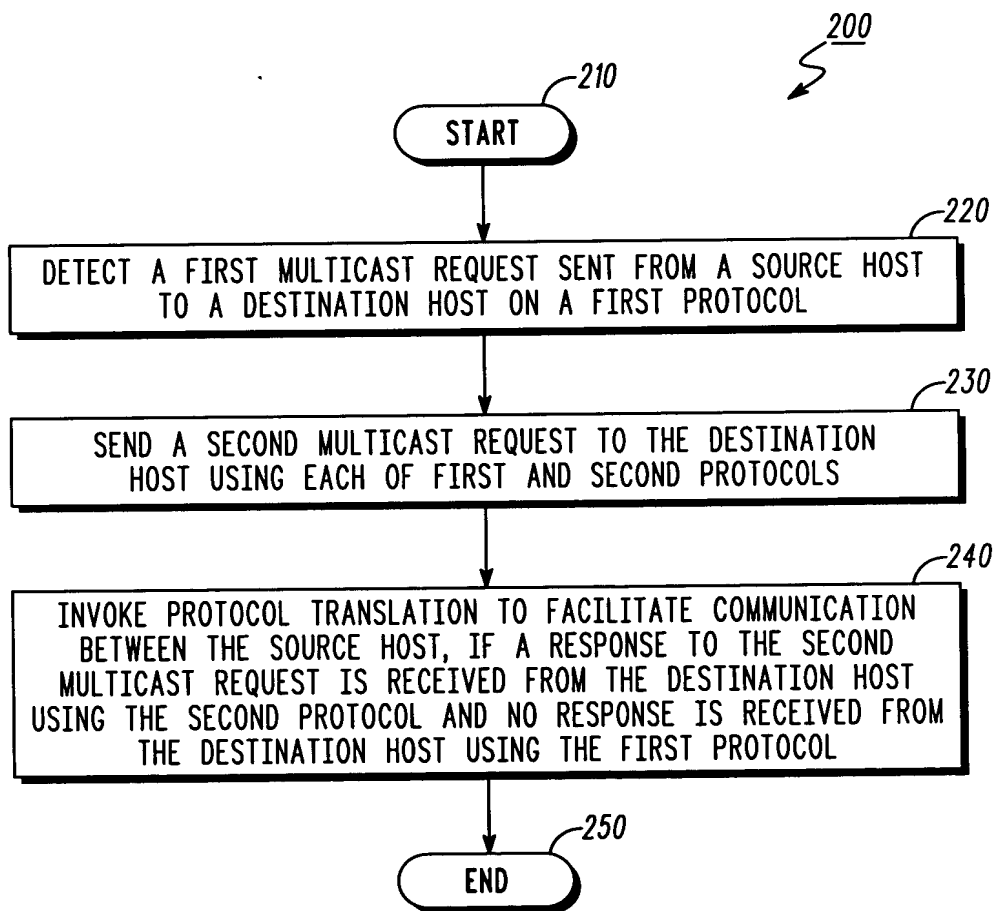 200
210
START
220
DETECT A FIRST MULTICAST REQUEST SENT FROM A SOURCE HOST
TO A DESTINATION HOST ON A FIRST PROTOCOL
230
SEND A SECOND MULTICAST REQUEST TO THE DESTINATION
HOST USING EACH OF FIRST AND SECOND PROTOCOLS
240
INVOKE PROTOCOL TRANSLATION TO FACILITATE COMMUNICATION
BETWEEN THE SOURCE HOST, IF A RESPONSE TO THE SECOND
MULTICAST REQUEST IS RECEIVED FROM THE DESTINATION HOST
USING THE SECOND PROTOCOL AND NO RESPONSE IS RECEIVED FROM
THE DESTINATION HOST USING THE FIRST PROTOCOL
250
END